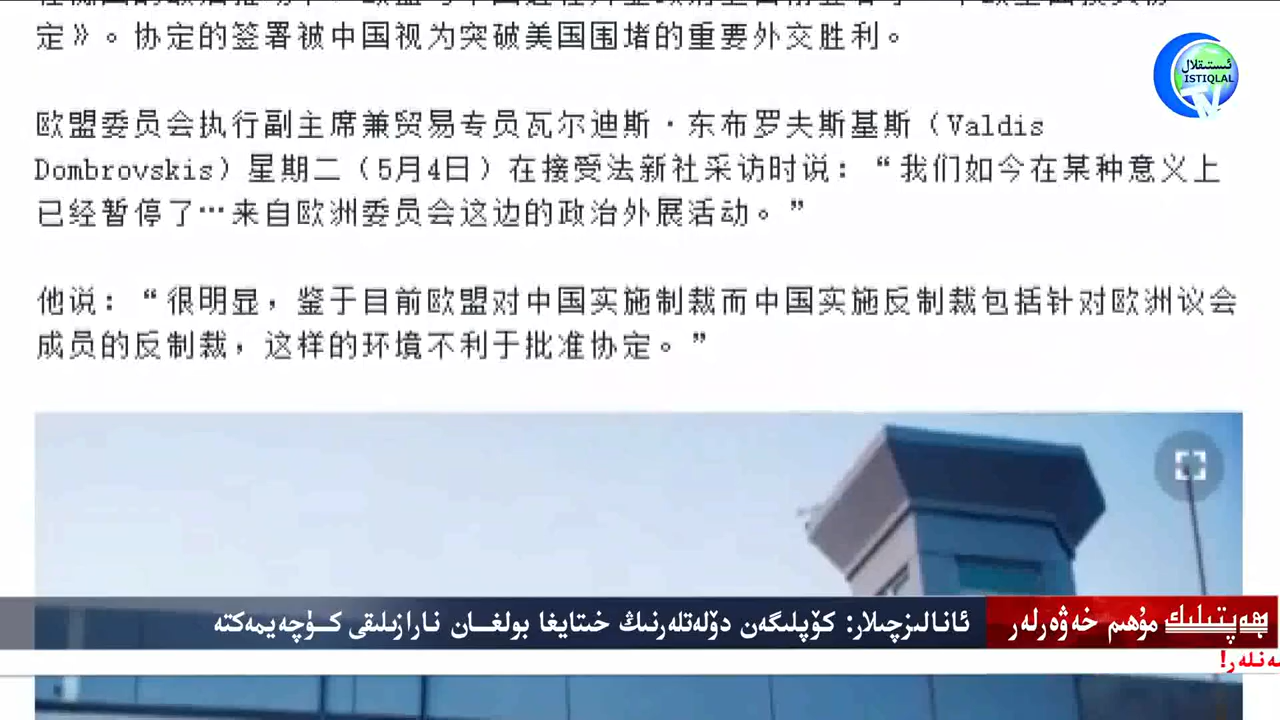 定》。协定的签署被中国视为突破美国围堵的重要外交胜利。
ئىستىقلال
ISTIQLAL
TV
欧盟委员会执行副主席兼贸易专员瓦尔迪斯·东布罗夫斯基斯（Valdis
Dombrovskis）星期二（5月4日）在接受法新社采访时说：“我们如今在某种意义上
已经暂停了…来自欧洲委员会这边的政治外展活动。”
他说：“很明显，鉴于目前欧盟对中国实施制裁而中国实施反制裁包括针对欧洲议会
成员的反制裁，这样的环境不利于批准协定。”
ھەپتىلىك مۇھىم خەۋەرلەر
ئانالىزچىلار: كۆپلىگەن دۆلەتلەرنىڭ خىتايغا بولغان نارازىلىقى كۈچەيمەكتە
ـەنلەر!